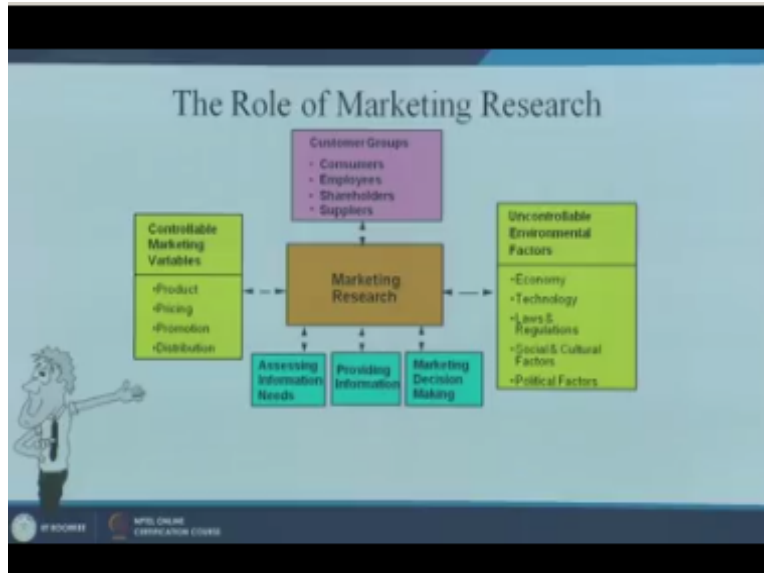 The Role of Marketing Research
Customer Groups
• Consumers
• Employees
• Shareholders
• Suppliers
Controllable
Marketing
Variables
•Product
•Pricing
•Promotion
•Distribution
Marketing
Research
Uncontrollable
Environmental
Factors
•Economy
•Technology
•Laws &
Regulations
•Social & Cultural
Factors
•Political Factors
Assessing
Information
Needs
Providing
Information
Marketing
Decision
Making
IIT ROORKEE
NPTEL ONLINE
CERTIFICATION COURSE